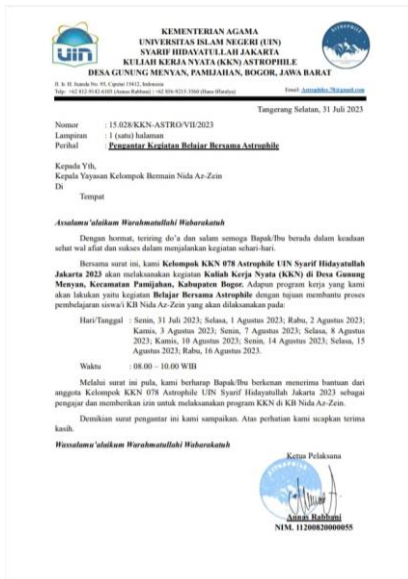 KEMENTERIAN AGAMA
UNIVERSITAS ISLAM NEGERI (UIN)
SYARIF HIDAYATULLAH JAKARTA
KULIAH KERJA NYATA (KKN) ASTROPHILE
DESA GUNUNG MENYAN, PAMIJAHAN, BOGOR, JAWA BARAT
UIN
Jl. Ir. H. Juanda No. 95, Ciputat 15412, Indonesia
Email:
Tangerang Selatan, 31 Juli 2023
Nomor : 15.028/KKN-ASTRO/VII/2023
Lampiran : 1 (satu) halaman
Perihal : Pengantar Kegiatan Belajar Bersama Astrophile
Kepada Yth,
Kepala Yayasan Kelompok Bermain Nida Az-Zein
Di
Tempat
Assalamu'alaikum Warahmatullahi Wabarakatuh
Dengan hormat, teriring do'a dan salam semoga Bapak/Ibu berada dalam keadaan
sehat wal afiat dan sukses dalam menjalankan kegiatan sehari-hari.
Bersama surat ini, kami Kelompok KKN 078 Astrophile UIN Syarif Hidayatullah
Jakarta 2023 akan melaksanakan kegiatan Kuliah Kerja Nyata (KKN) di Desa Gunung
Menyan, Kecamatan Pamijahan, Kabupaten Bogor. Adapun program kerja yang kami
akan lakukan yaitu kegiatan Belajar Bersama Astrophile dengan tujuan membantu proses
pembelajaran siswa/i KB Nida Az-Zein yang akan dilaksanakan pada:
Hari/Tanggal : Senin, 31 Juli 2023; Selasa, 1 Agustus 2023; Rabu, 2 Agustus 2023;
Kamis, 3 Agustus 2023; Senin, 7 Agustus 2023; Selasa, 8 Agustus
2023; Kamis, 10 Agustus 2023; Senin, 14 Agustus 2023; Selasa, 15
Agustus 2023; Rabu, 16 Agustus 2023.
Waktu : 08.00 – 10.00 WIB
Melalui surat ini pula, kami berharap Bapak/Ibu berkenan menerima bantuan dari
anggota Kelompok KKN 078 Astrophile UIN Syarif Hidayatullah Jakarta 2023 sebagai
pengajar dan memberikan izin untuk melaksanakan program KKN di KB Nida Az-Zein.
Demikian surat pengantar ini kami sampaikan. Atas perhatian kami ucapkan terima
kasih.
Wassalamu'alaikum Warahmatullahi Wabarakatuh
Ketua Pelaksana
ASTROPHILE
Annas Rabbani
NIM. 11200820000055